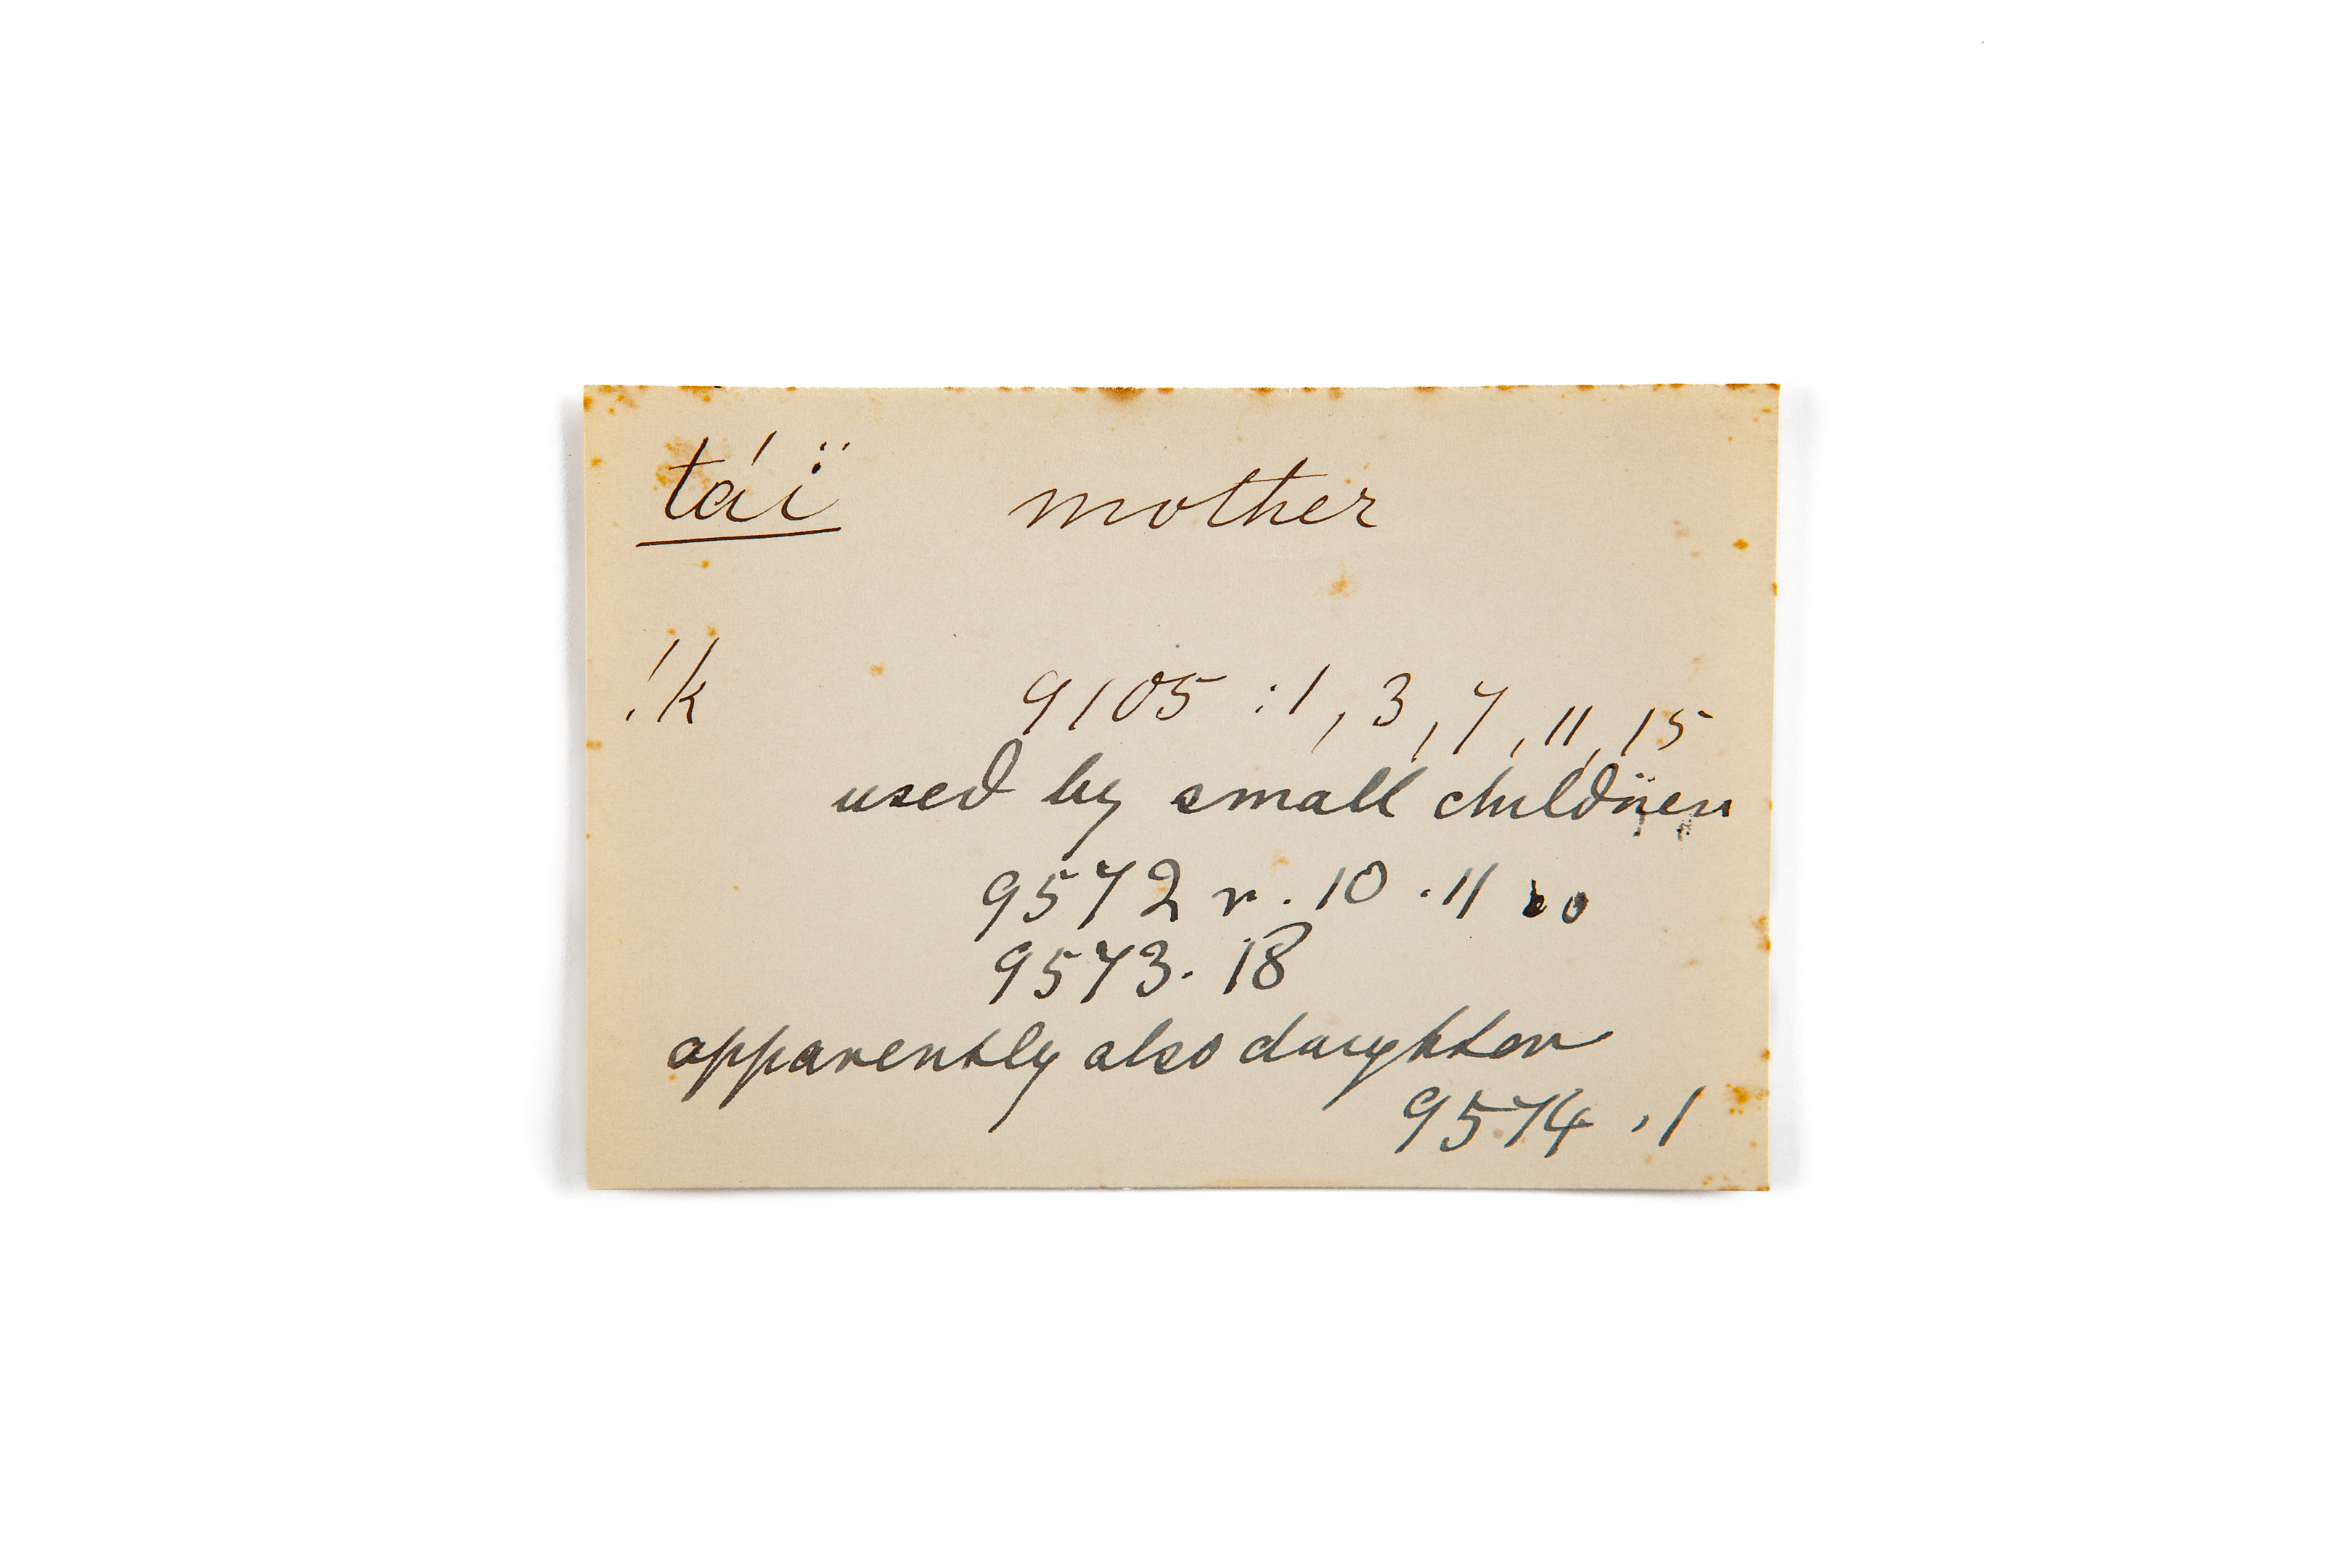 táï mother
!k 9105 : 1, 3, 7, 11, 15
used by small children
9572 r. 10 . 11
9573. 18
apparently also daughter
9574 . 1